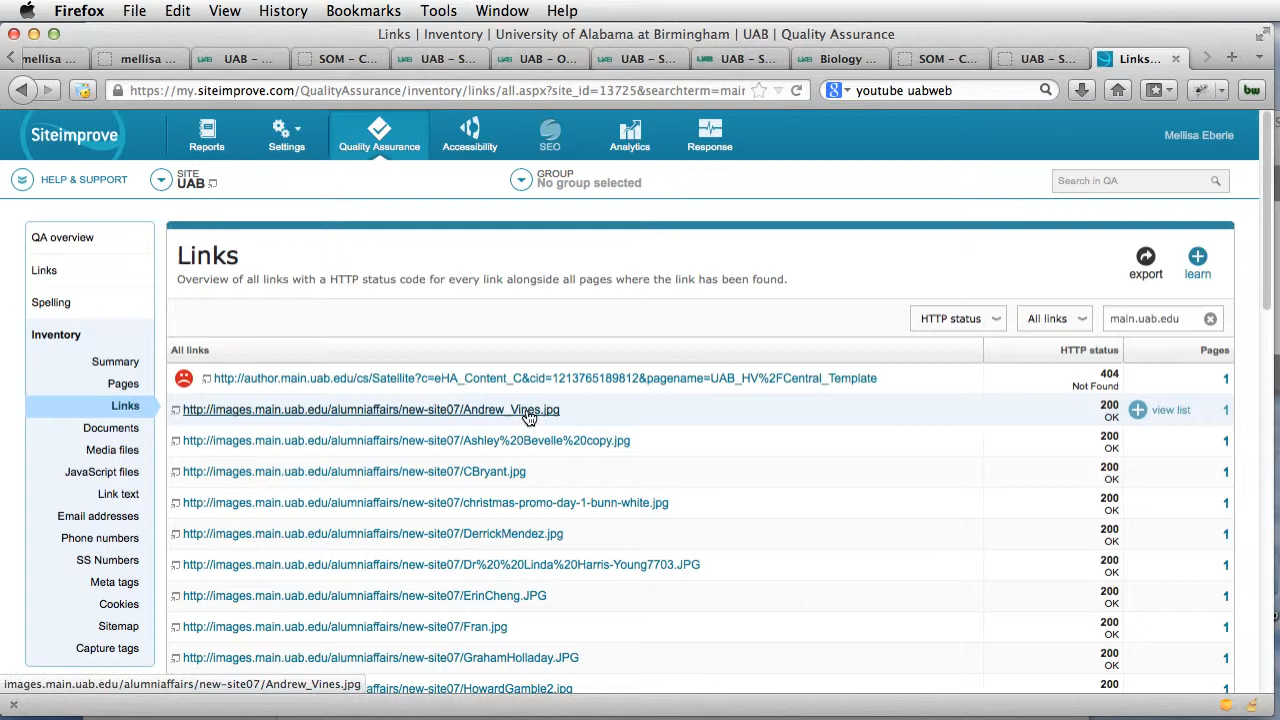 Firefox File Edit View History Bookmarks Tools Window Help
Links | Inventory | University of Alabama at Birmingham | UAB | Quality Assurance
mellisa ... mellisa ... UAB - ... SOM - C... UAB - S... UAB - O... UAB - S... UAB - S... Biology ... SOM - C... UAB - S... Links...
https://my.siteimprove.com/QualityAssurance/inventory/links/all.aspx?site_id=13725&searchterm=mair
youtube uabweb
bw
Siteimprove
Reports Settings Quality Assurance Accessibility SEO Analytics Response
Mellisa Eberle
HELP & SUPPORT
SITE
UAB
GROUP
No group selected
Search in QA
QA overview
Links
Spelling
Inventory
Summary
Pages
Links
Documents
Media files
JavaScript files
Link text
Email addresses
Phone numbers
SS Numbers
Meta tags
Cookies
Sitemap
Capture tags
Links
Overview of all links with a HTTP status code for every link alongside all pages where the link has been found.
export learn
HTTP status All links main.uab.edu
All links HTTP status Pages
http://author.main.uab.edu/cs/Satellite?c=eHA_Content_C&cid=1213765189812&pagename=UAB_HV%2FCentral_Template 404 Not Found 1
http://images.main.uab.edu/alumniaffairs/new-site07/Andrew_Vines.jpg 200 OK view list 1
http://images.main.uab.edu/alumniaffairs/new-site07/Ashley%20Bevelle%20copy.jpg 200 OK 1
http://images.main.uab.edu/alumniaffairs/new-site07/CBryant.jpg 200 OK 1
http://images.main.uab.edu/alumniaffairs/new-site07/christmas-promo-day-1-bunn-white.jpg 200 OK 1
http://images.main.uab.edu/alumniaffairs/new-site07/DerrickMendez.jpg 200 OK 1
http://images.main.uab.edu/alumniaffairs/new-site07/Dr%20%20Linda%20Harris-Young7703.JPG 200 OK 1
http://images.main.uab.edu/alumniaffairs/new-site07/ErinCheng.JPG 200 OK 1
http://images.main.uab.edu/alumniaffairs/new-site07/Fran.jpg 200 OK 1
http://images.main.uab.edu/alumniaffairs/new-site07/GrahamHolladay.JPG 200 OK 1
affairs/new-site07/HowardGamble2.jpg 200 1
images.main.uab.edu/alumniaffairs/new-site07/Andrew_Vines.jpg